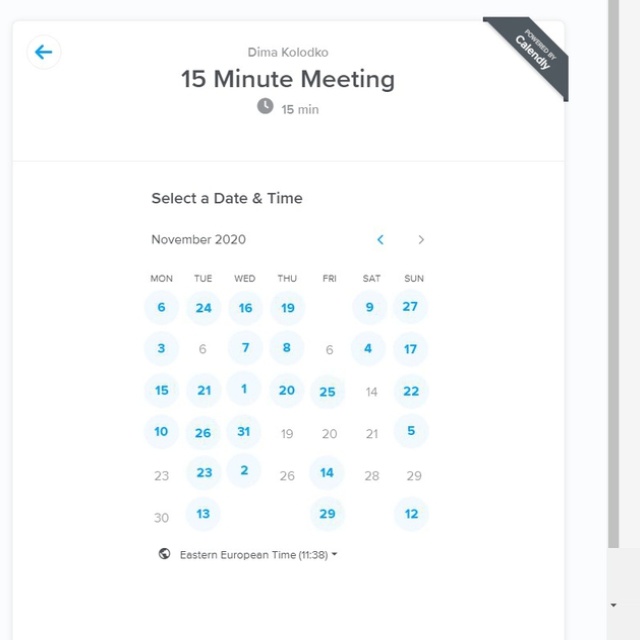 Dima Kolodko
POWERED BY
Calendly
15 Minute Meeting
15 min
Select a Date & Time
November 2020
MON TUE WED THU FRI SAT SUN
6 24 16 19 9 27
3 6 7 8 6 4 17
15 21 1 20 25 14 22
10 26 31 19 20 21 5
23 23 2 26 14 28 29
30 13 29 12
Eastern European Time (11:38)